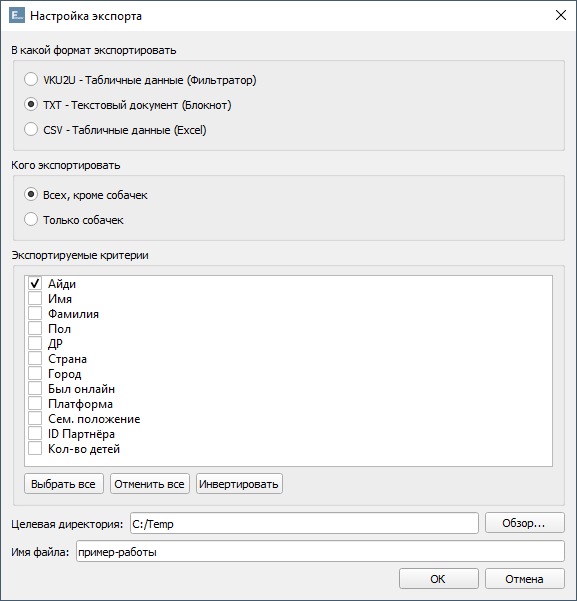 Настройка экспорта
В какой формат экспортировать
VKU2U - Табличные данные (Фильтратор)
TXT - Текстовый документ (Блокнот)
CSV - Табличные данные (Excel)
Кого экспортировать
Всех, кроме собачек
Только собачек
Экспортируемые критерии
Айди
Имя
Фамилия
Пол
ДР
Страна
Город
Был онлайн
Платформа
Сем. положение
ID Партнёра
Кол-во детей
Выбрать все Отменить все Инвертировать
Целевая директория: C:/Temp Обзор...
Имя файла: пример-работы
OK Отмена